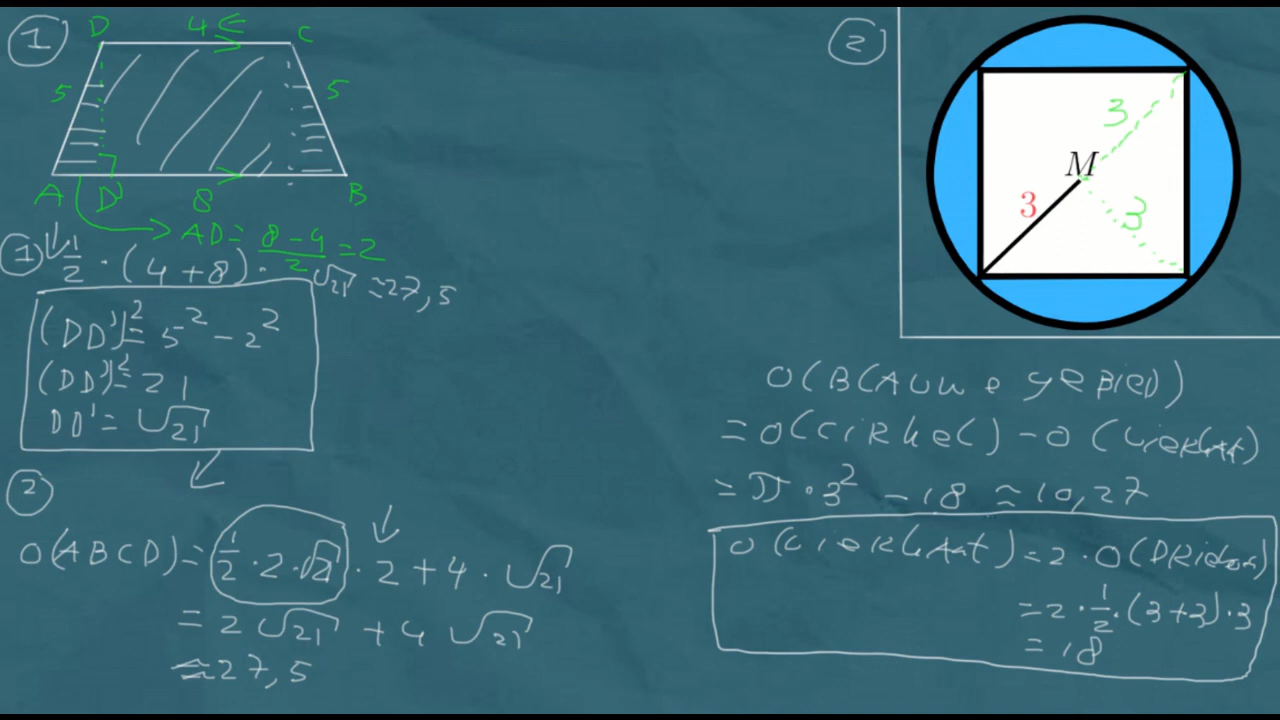 1
D 4 C
5 5
A D' 8 B
AD = (8-4)/2 = 2
1 1/2 · (4+8) · √21 ≈ 27,5
(DD')² = 5² - 2²
(DD')² = 21
DD' = √21
2
O(ABCD) = 1/2 · 2 · √21 · 2 + 4 · √21
= 2√21 + 4√21
≈ 27,5
2
3
M
3 3
O(BLAUWE GEBIED)
= O(CIRKEL) - O(VIERKANT)
= π · 3² - 18 ≈ 10,27
O(VIERKANT) = 2 · O(DRIEHOEK)
= 2 · 1/2 · (3+3) · 3
= 18